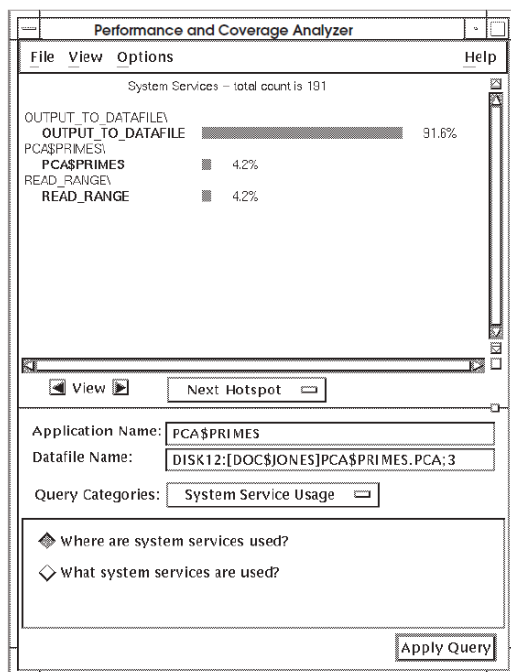 Performance and Coverage Analyzer
File View Options Help
System Services - total count is 191
OUTPUT_TO_DATAFILE\
OUTPUT_TO_DATAFILE 91.6%
PCA$PRIMES\
PCA$PRIMES 4.2%
READ_RANGE\
READ_RANGE 4.2%
View Next Hotspot
Application Name: PCA$PRIMES
Datafile Name: DISK12:[DOC$JONES]PCA$PRIMES.PCA;3
Query Categories: System Service Usage
Where are system services used?
What system services are used?
Apply Query